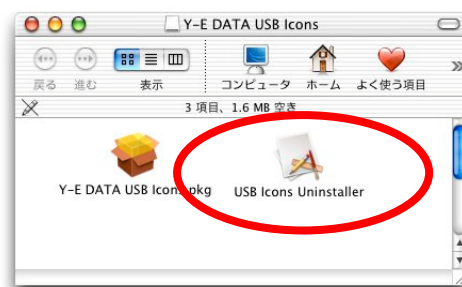 Y-E DATA USB Icons
戻る 進む 表示 コンピュータ ホーム よく使う項目
3 項目、1.6 MB 空き
Y-E DATA USB Icons.pkg USB Icons Uninstaller